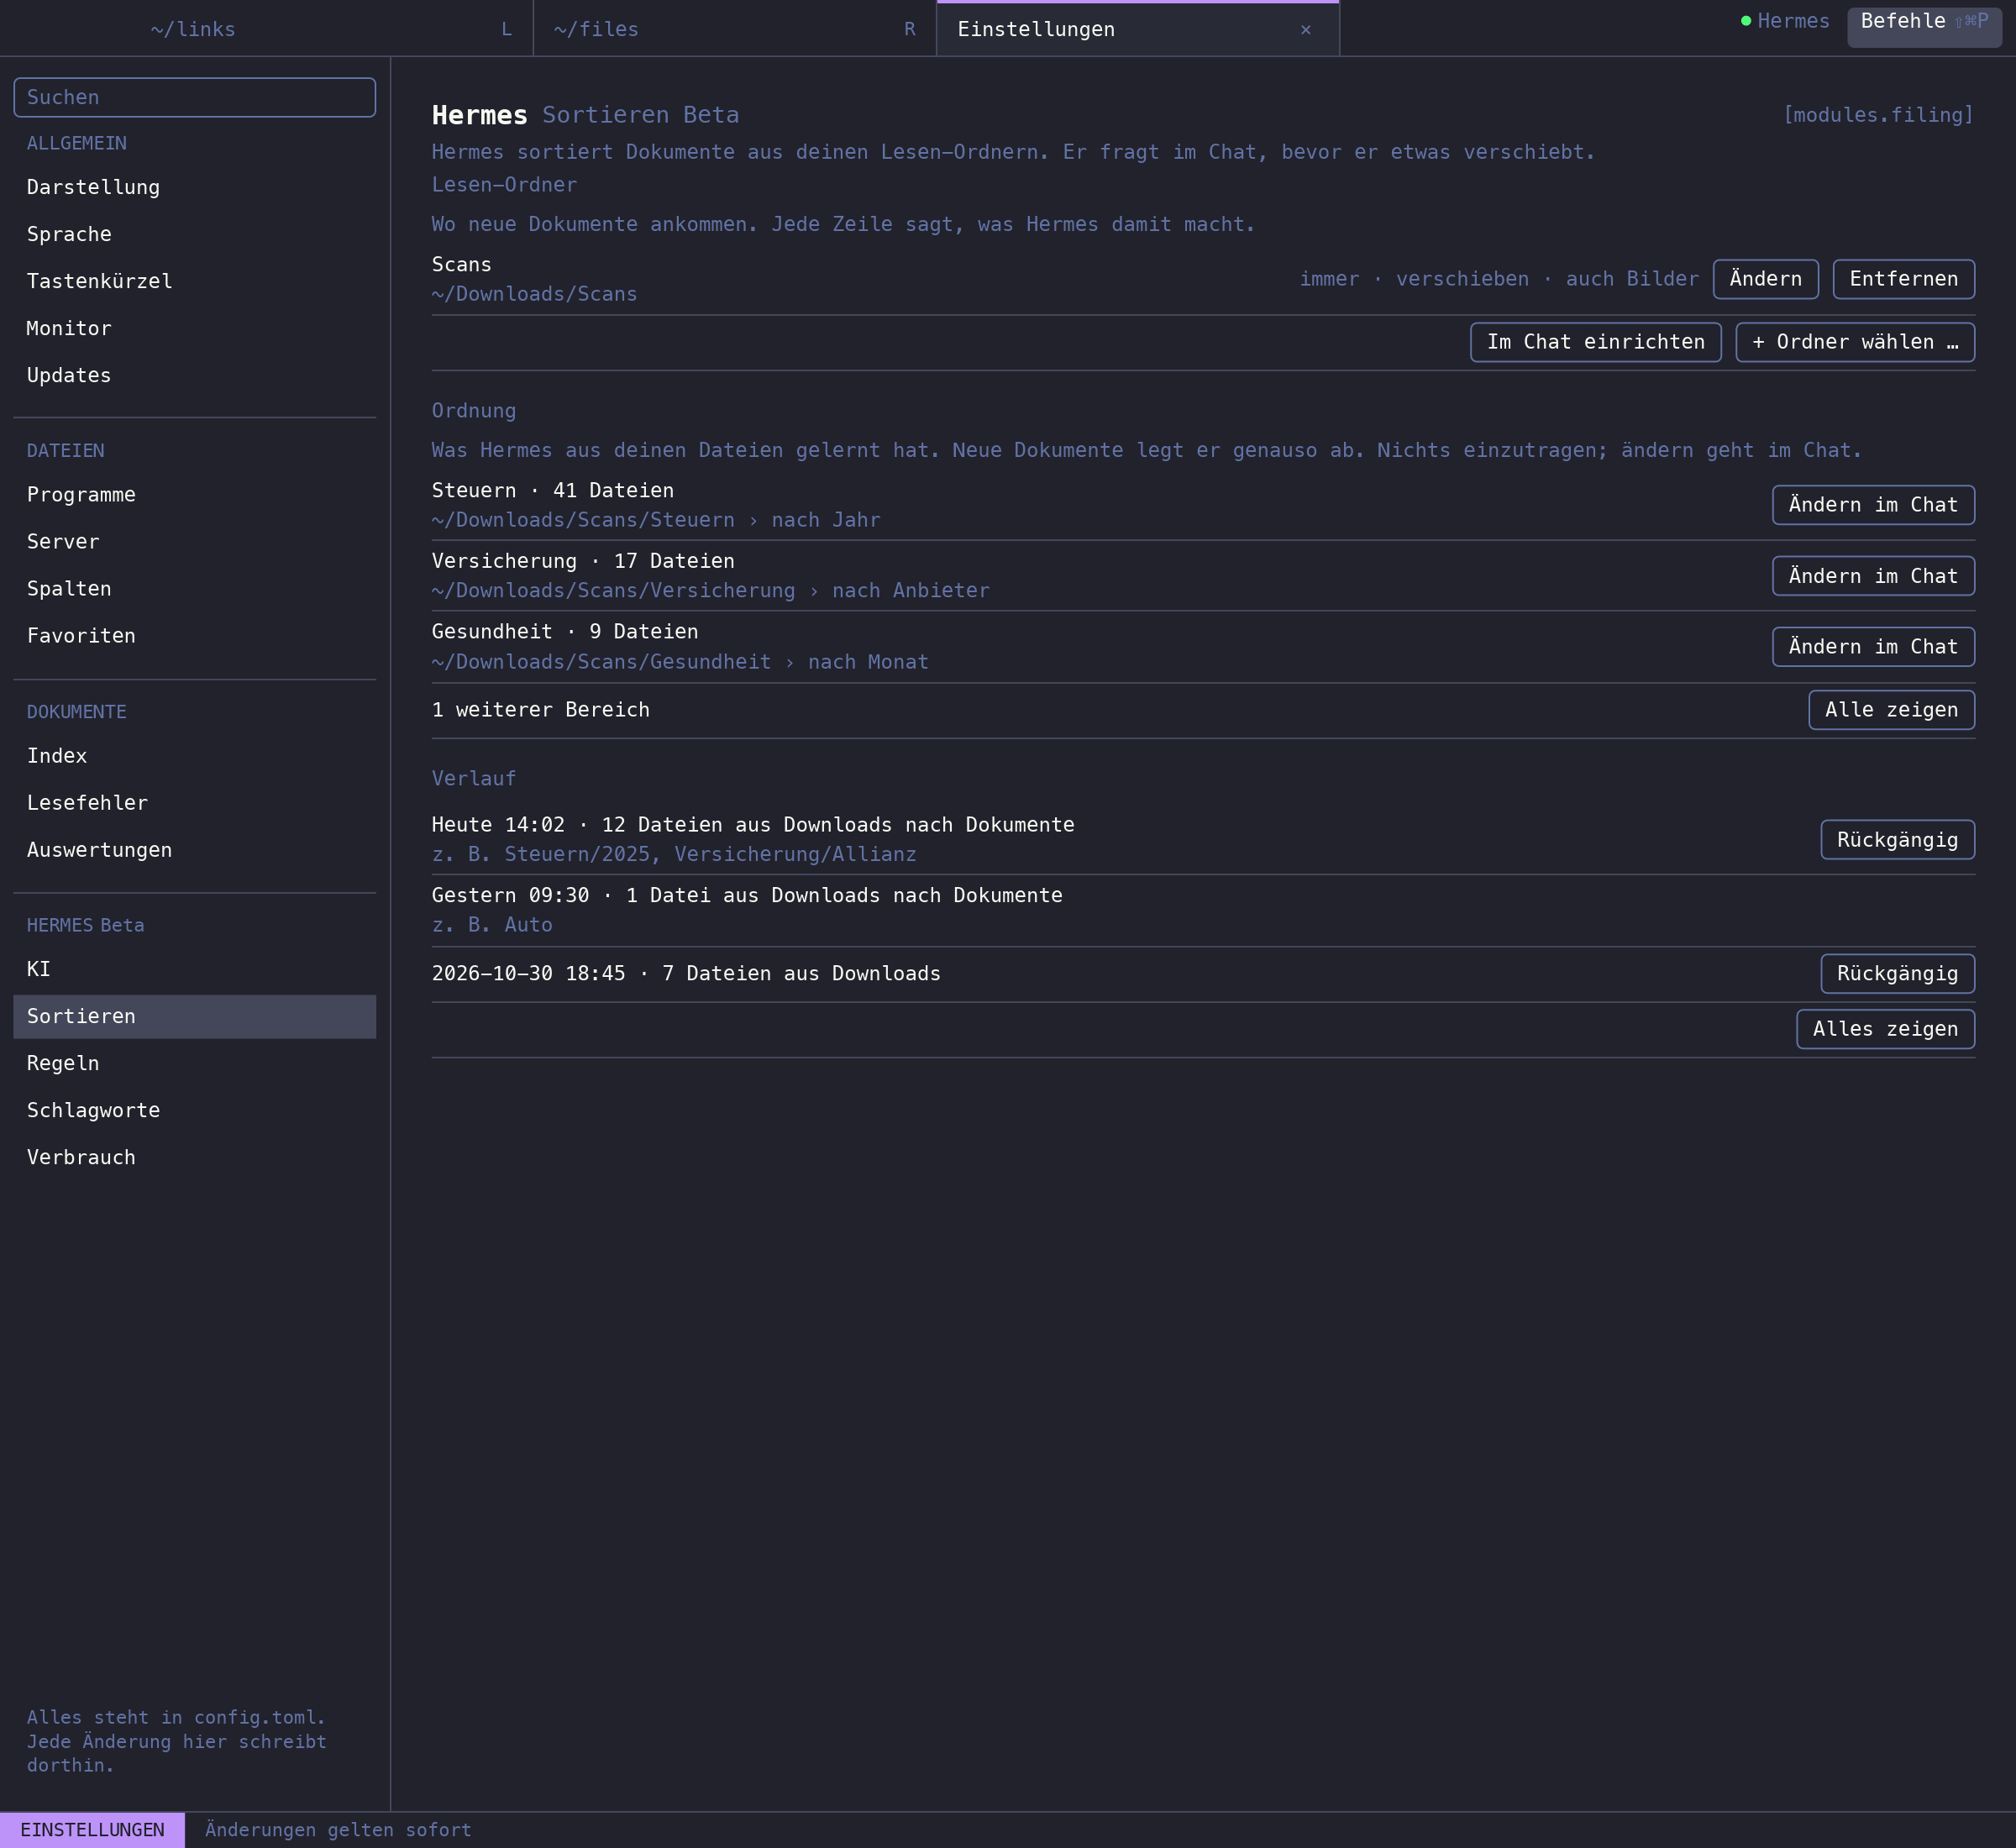 ~/links L ~/files R Einstellungen × Hermes Befehle ⇧⌘P
Suchen
ALLGEMEIN
Darstellung
Sprache
Tastenkürzel
Monitor
Updates
DATEIEN
Programme
Server
Spalten
Favoriten
DOKUMENTE
Index
Lesefehler
Auswertungen
HERMES Beta
KI
Sortieren
Regeln
Schlagworte
Verbrauch
Alles steht in config.toml.
Jede Änderung hier schreibt
dorthin.
Hermes Sortieren Beta [modules.filing]
Hermes sortiert Dokumente aus deinen Lesen-Ordnern. Er fragt im Chat, bevor er etwas verschiebt.
Lesen-Ordner
Wo neue Dokumente ankommen. Jede Zeile sagt, was Hermes damit macht.
Scans
~/Downloads/Scans
immer · verschieben · auch Bilder Ändern Entfernen
Im Chat einrichten + Ordner wählen …
Ordnung
Was Hermes aus deinen Dateien gelernt hat. Neue Dokumente legt er genauso ab. Nichts einzutragen; ändern geht im Chat.
Steuern · 41 Dateien
~/Downloads/Scans/Steuern › nach Jahr
Ändern im Chat
Versicherung · 17 Dateien
~/Downloads/Scans/Versicherung › nach Anbieter
Ändern im Chat
Gesundheit · 9 Dateien
~/Downloads/Scans/Gesundheit › nach Monat
Ändern im Chat
1 weiterer Bereich Alle zeigen
Verlauf
Heute 14:02 · 12 Dateien aus Downloads nach Dokumente
z. B. Steuern/2025, Versicherung/Allianz
Rückgängig
Gestern 09:30 · 1 Datei aus Downloads nach Dokumente
z. B. Auto
2026-10-30 18:45 · 7 Dateien aus Downloads Rückgängig
Alles zeigen
EINSTELLUNGEN Änderungen gelten sofort